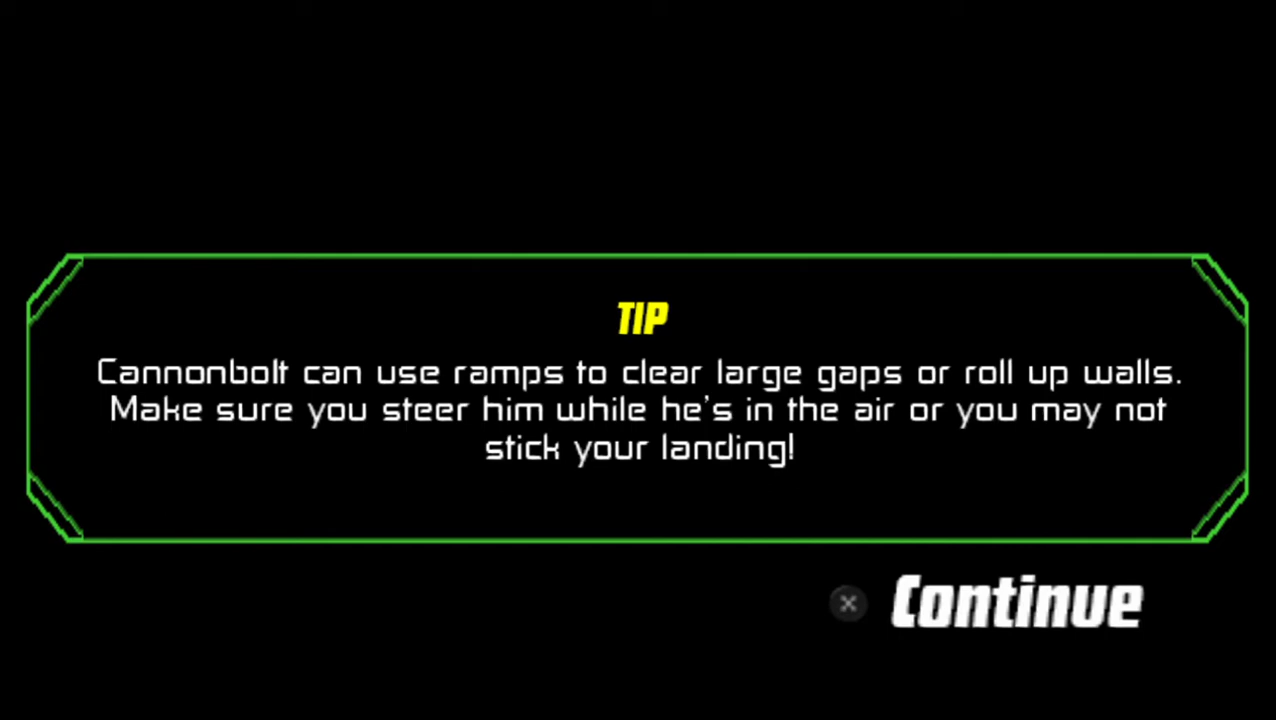 TIP
Cannonbolt can use ramps to clear large gaps or roll up walls.
Make sure you steer him while he's in the air or you may not
stick your landing!
Continue